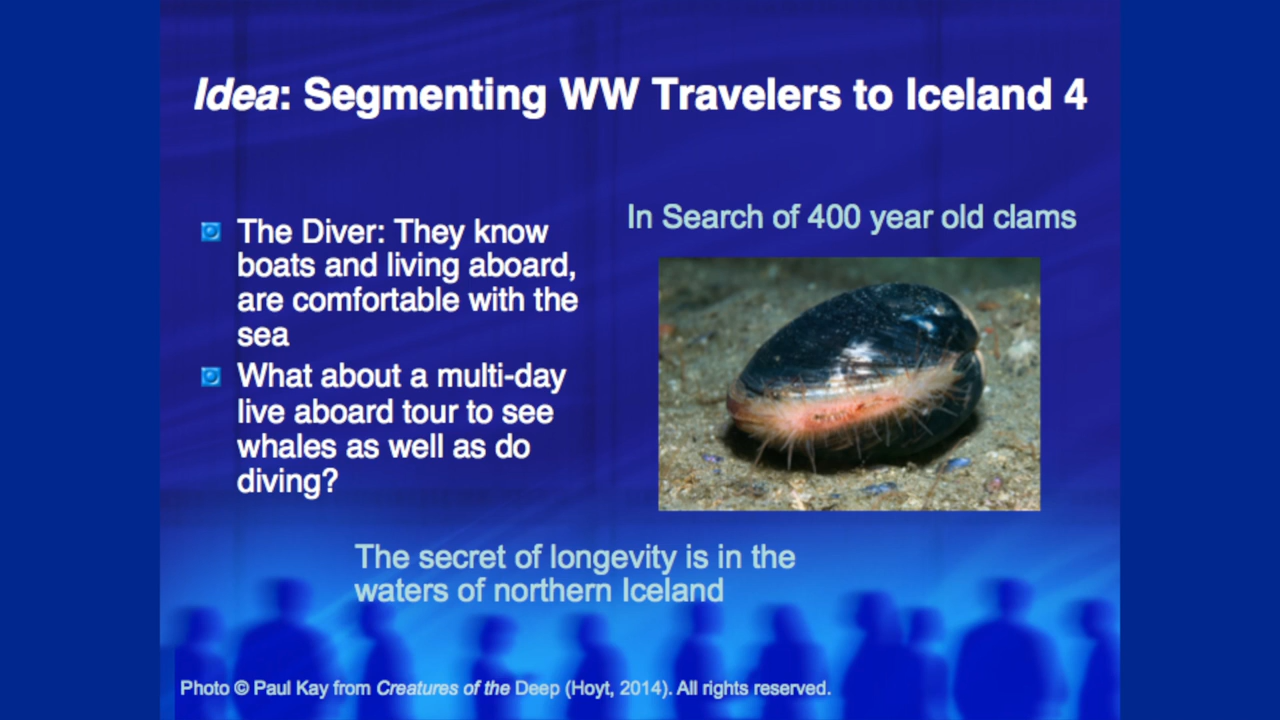 Idea: Segmenting WW Travelers to Iceland 4
The Diver: They know
boats and living aboard,
are comfortable with the
sea
What about a multi-day
live aboard tour to see
whales as well as do
diving?
In Search of 400 year old clams
The secret of longevity is in the
waters of northern Iceland
Photo © Paul Kay from Creatures of the Deep (Hoyt, 2014). All rights reserved.